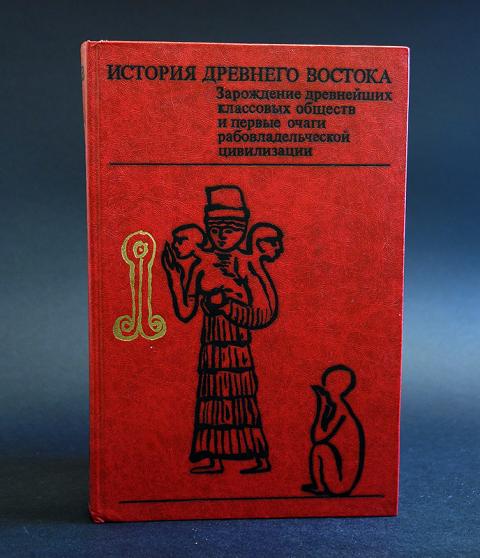 ИСТОРИЯ ДРЕВНЕГО ВОСТОКА
Зарождение древнейших
классовых обществ
и первые очаги
рабовладельческой
цивилизации